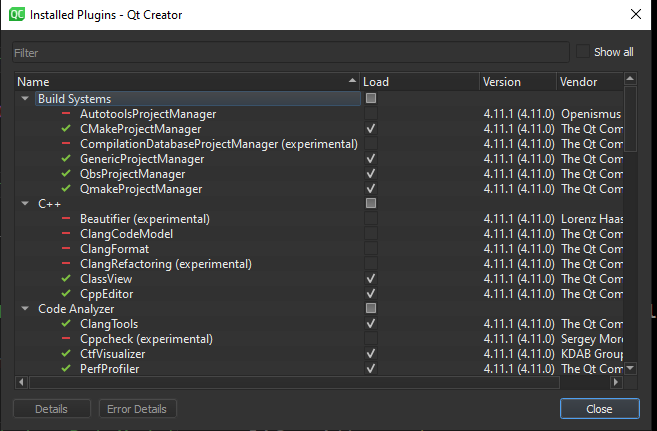 QC Installed Plugins - Qt Creator
Filter Show all
Name Load Version Vendor
Build Systems
AutotoolsProjectManager 4.11.1 (4.11.0) Openismus
CMakeProjectManager 4.11.1 (4.11.0) The Qt Com
CompilationDatabaseProjectManager (experimental) 4.11.1 (4.11.0) The Qt Com
GenericProjectManager 4.11.1 (4.11.0) The Qt Com
QbsProjectManager 4.11.1 (4.11.0) The Qt Com
QmakeProjectManager 4.11.1 (4.11.0) The Qt Com
C++
Beautifier (experimental) 4.11.1 (4.11.0) Lorenz Haas
ClangCodeModel 4.11.1 (4.11.0) The Qt Com
ClangFormat 4.11.1 (4.11.0) The Qt Com
ClangRefactoring (experimental) 4.11.1 (4.11.0) The Qt Com
ClassView 4.11.1 (4.11.0) The Qt Com
CppEditor 4.11.1 (4.11.0) The Qt Com
Code Analyzer
ClangTools 4.11.1 (4.11.0) The Qt Com
Cppcheck (experimental) 4.11.1 (4.11.0) Sergey Moro
CtfVisualizer 4.11.1 (4.11.0) KDAB Group
PerfProfiler 4.11.1 (4.11.0) The Qt Com
Details Error Details Close